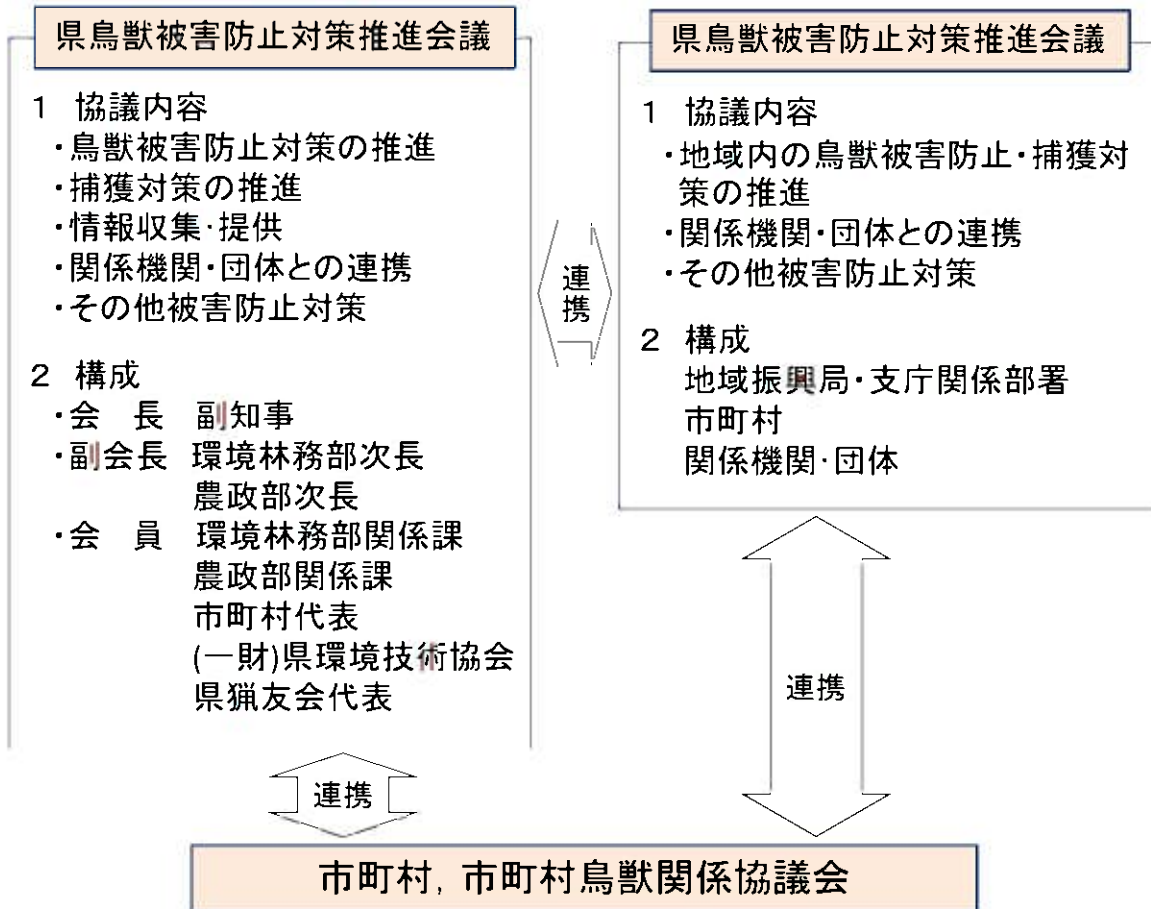 県鳥獣被害防止対策推進会議
1 協議内容
・鳥獣被害防止対策の推進
・捕獲対策の推進
・情報収集・提供
・関係機関・団体との連携
・その他被害防止対策
2 構成
・会　長　副知事
・副会長　環境林務部次長
農政部次長
・会　員　環境林務部関係課
農政部関係課
市町村代表
(一財)県環境技術協会
県猟友会代表
連携
県鳥獣被害防止対策推進会議
1 協議内容
・地域内の鳥獣被害防止・捕獲対
策の推進
・関係機関・団体との連携
・その他被害防止対策
2 構成
地域振興局・支庁関係部署
市町村
関係機関・団体
連携
連携
市町村, 市町村鳥獣関係協議会